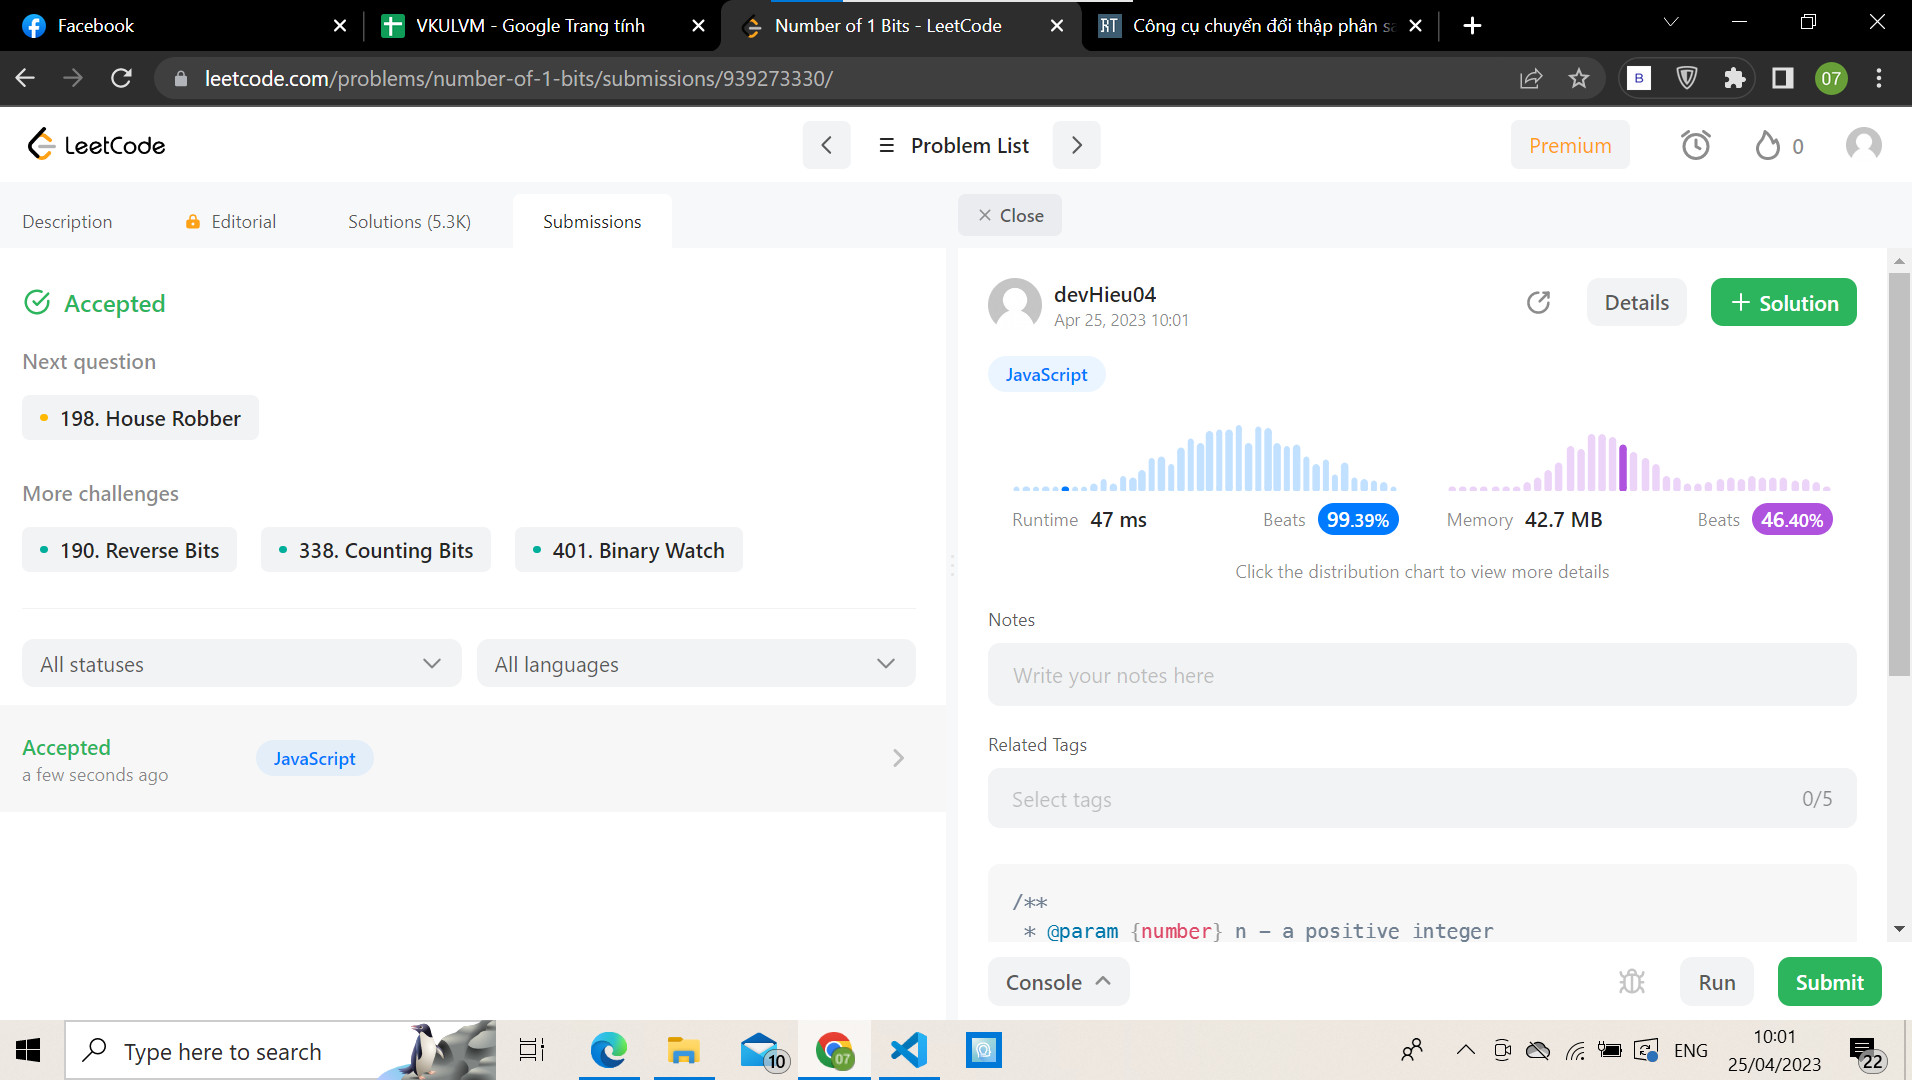 Facebook
VKULVM - Google Trang tính
Number of 1 Bits - LeetCode
RT Công cụ chuyển đổi thập phân sa
leetcode.com/problems/number-of-1-bits/submissions/939273330/
B
07
LeetCode
Problem List
Premium
0
Description
Editorial
Solutions (5.3K)
Submissions
Close
Accepted
Next question
198. House Robber
More challenges
190. Reverse Bits
338. Counting Bits
401. Binary Watch
All statuses
All languages
Accepted
a few seconds ago
JavaScript
devHieu04
Apr 25, 2023 10:01
Details
+ Solution
JavaScript
Runtime 47 ms
Beats 99.39%
Memory 42.7 MB
Beats 46.40%
Click the distribution chart to view more details
Notes
Write your notes here
Related Tags
Select tags
0/5
/**
* @param {number} n - a positive integer
Console
Run
Submit
Type here to search
10
07
ENG
10:01
25/04/2023
22